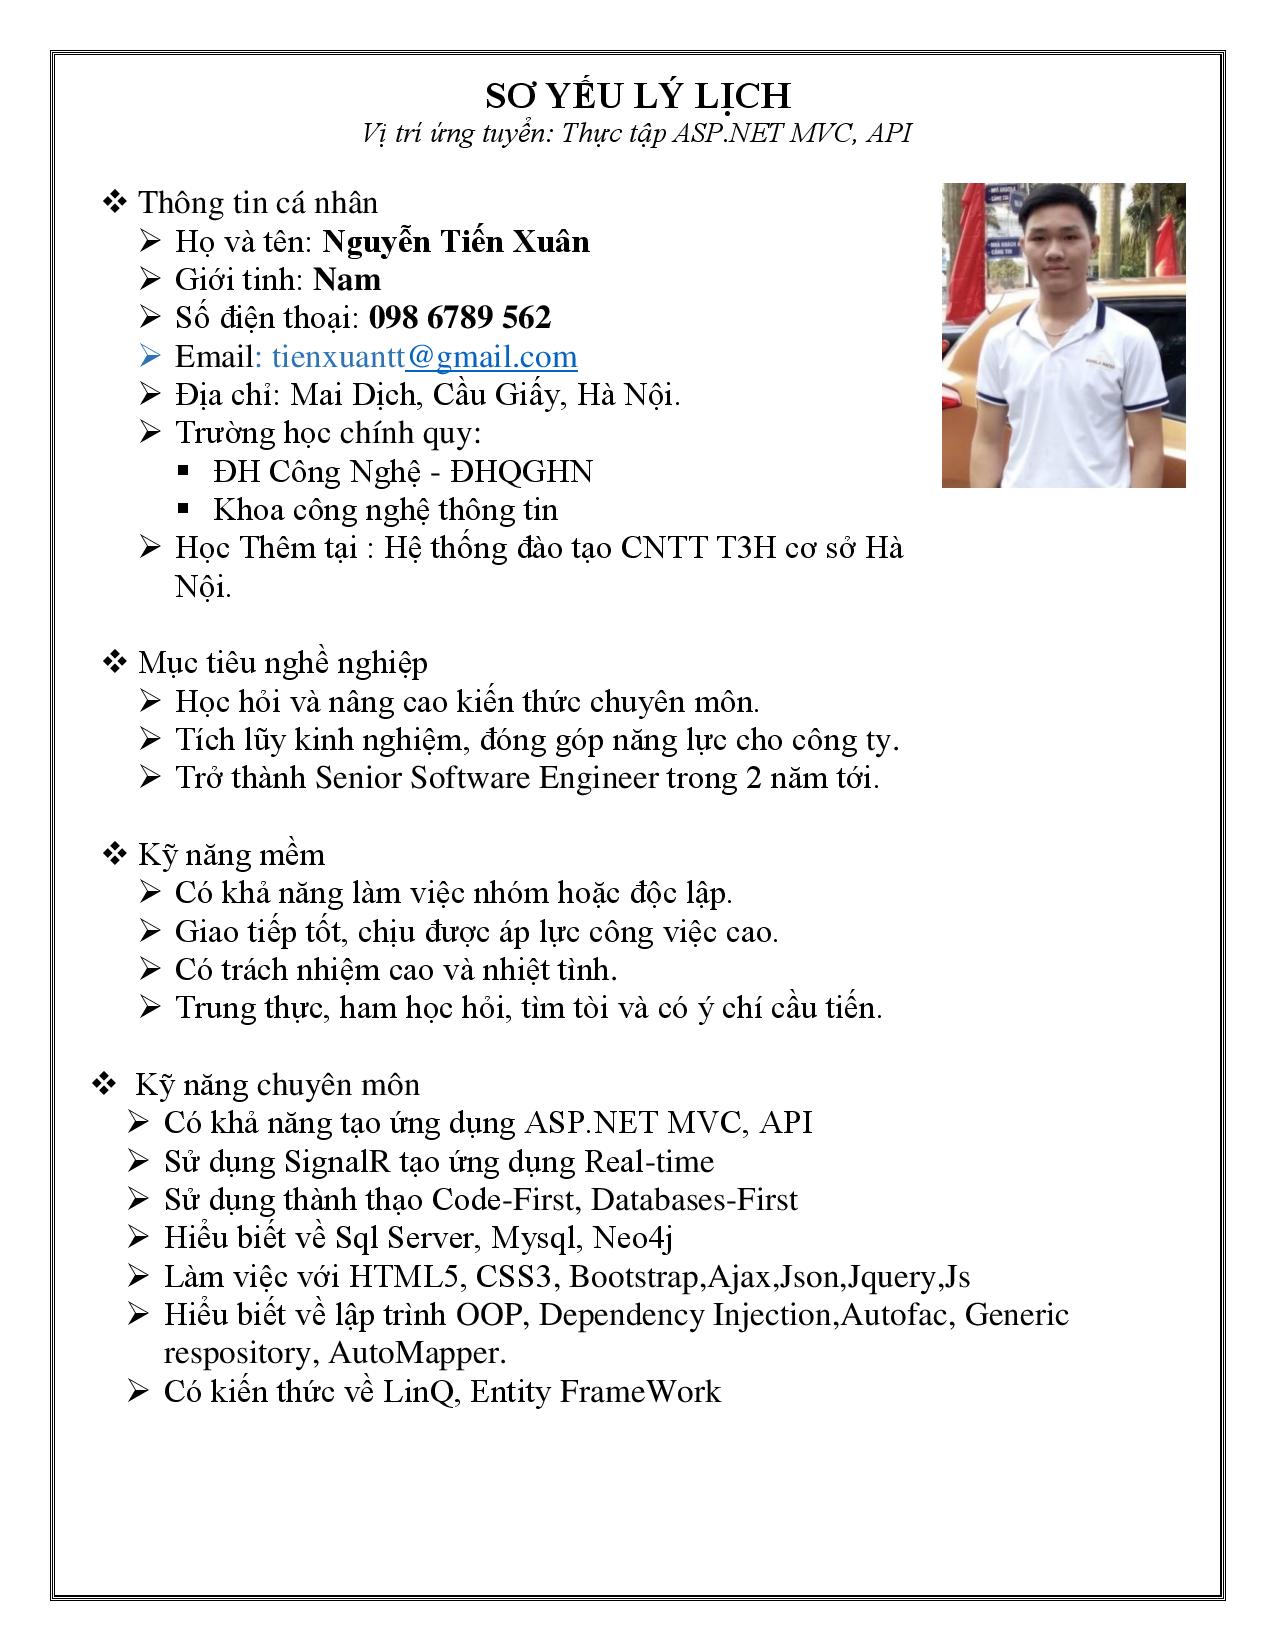 SƠ YẾU LÝ LỊCH
Vị trí ứng tuyển: Thực tập ASP.NET MVC, API
❖ Thông tin cá nhân
➢ Họ và tên: Nguyễn Tiến Xuân
➢ Giới tinh: Nam
➢ Số điện thoại: 098 6789 562
➢ Email: tienxuantt@gmail.com
➢ Địa chỉ: Mai Dịch, Cầu Giấy, Hà Nội.
➢ Trường học chính quy:
▪ ĐH Công Nghệ - ĐHQGHN
▪ Khoa công nghệ thông tin
➢ Học Thêm tại : Hệ thống đào tạo CNTT T3H cơ sở Hà
Nội.
❖ Mục tiêu nghề nghiệp
➢ Học hỏi và nâng cao kiến thức chuyên môn.
➢ Tích lũy kinh nghiệm, đóng góp năng lực cho công ty.
➢ Trở thành Senior Software Engineer trong 2 năm tới.
❖ Kỹ năng mềm
➢ Có khả năng làm việc nhóm hoặc độc lập.
➢ Giao tiếp tốt, chịu được áp lực công việc cao.
➢ Có trách nhiệm cao và nhiệt tình.
➢ Trung thực, ham học hỏi, tìm tòi và có ý chí cầu tiến.
❖ Kỹ năng chuyên môn
➢ Có khả năng tạo ứng dụng ASP.NET MVC, API
➢ Sử dụng SignalR tạo ứng dụng Real-time
➢ Sử dụng thành thạo Code-First, Databases-First
➢ Hiểu biết về Sql Server, Mysql, Neo4j
➢ Làm việc với HTML5, CSS3, Bootstrap,Ajax,Json,Jquery,Js
➢ Hiểu biết về lập trình OOP, Dependency Injection,Autofac, Generic
respository, AutoMapper.
➢ Có kiến thức về LinQ, Entity FrameWork